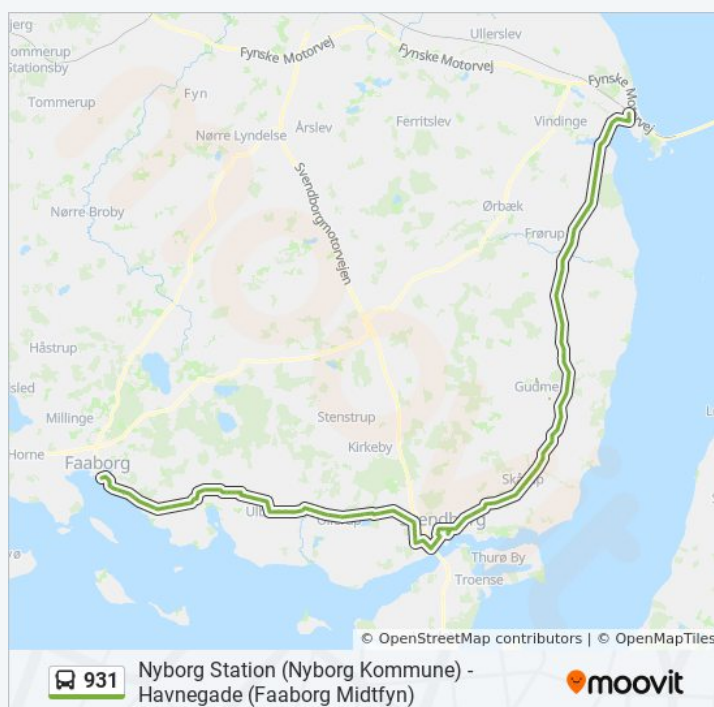 Ullerslev
Tommerup
Stationsby
Fynske Motorvej
Fynske Motorvej
Fynske Motorvej
Fyn
Tommerup
Nørre Lyndelse
Årslev
Ferritslev
Vindinge
Svendborgmotorvejen
Nørre Broby
Ørbæk
Frørup
Håstrup
Gudme
Millinge
Stenstrup
Horne
Kirkeby
Faaborg
Thurø By
Troense
© OpenStreetMap contributors | © OpenMapTiles
931
Nyborg Station (Nyborg Kommune) -
Havnegade (Faaborg Midtfyn)
moovit